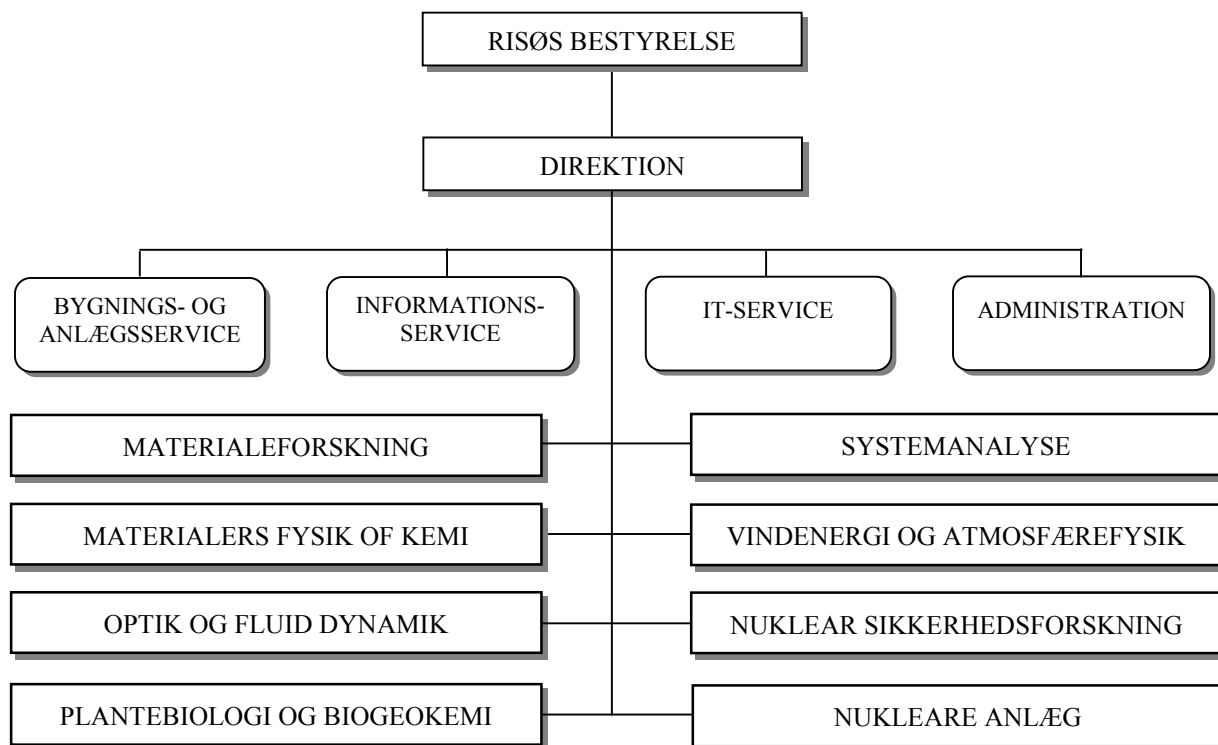 RISØS BESTYRELSE
DIREKTION
BYGNINGS- OG
ANLÆGSSERVICE
INFORMATIONS-
SERVICE
IT-SERVICE
ADMINISTRATION
MATERIALEFORSKNING
SYSTEMANALYSE
MATERIALERS FYSIK OF KEMI
VINDENERGI OG ATMOSFÆREFYSIK
OPTIK OG FLUID DYNAMIK
NUKLEAR SIKKERHEDSFORSKNING
PLANTEBIOLOGI OG BIOGEOKEMI
NUKLEARE ANLÆG